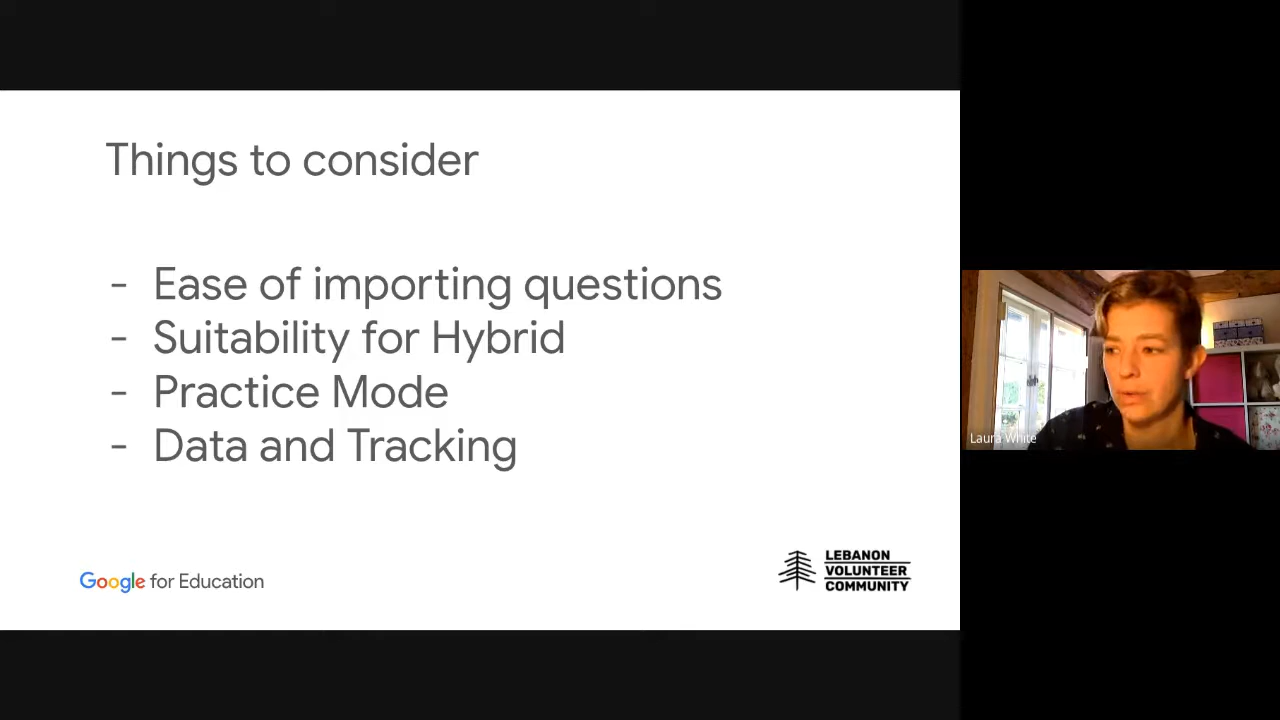 Things to consider
- Ease of importing questions
- Suitability for Hybrid
- Practice Mode
- Data and Tracking
Google for Education
LEBANON
VOLUNTEER
COMMUNITY
Laura White